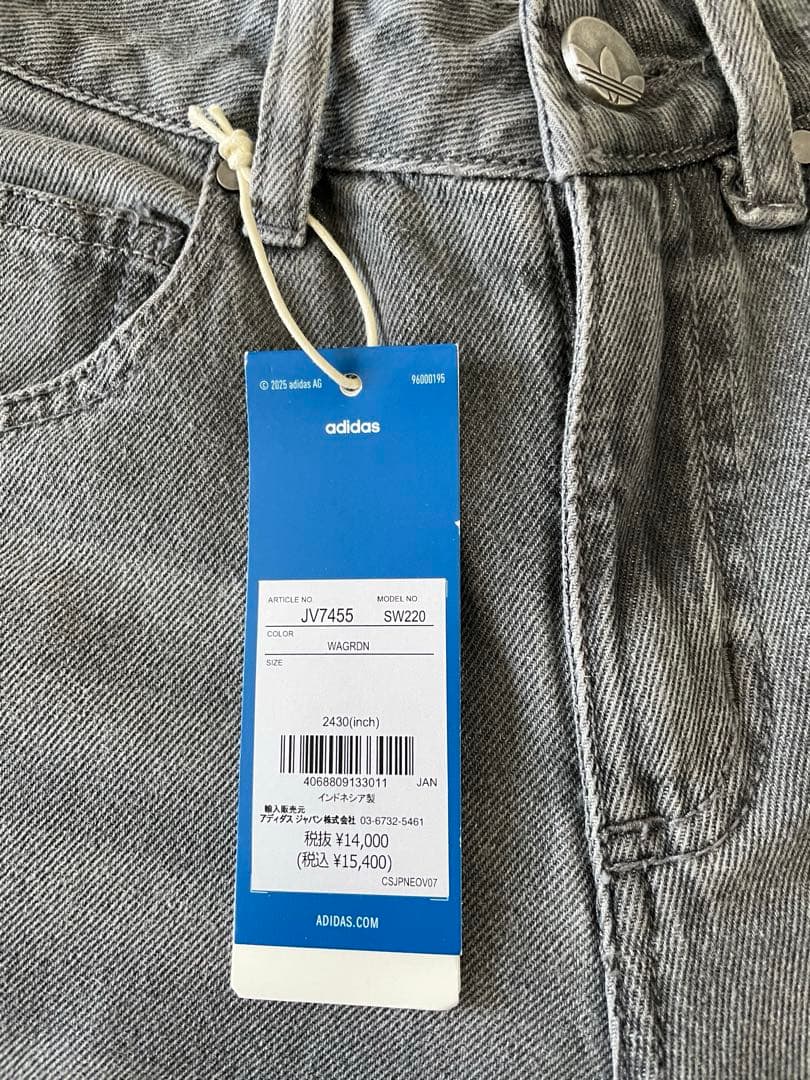 © 2025 adidas AG 96000195
adidas
ARTICLE NO. MODEL NO.
JV7455 SW220
COLOR
WAGRDN
SIZE
2430(inch)
4068809133011 JAN
インドネシア製
輸入販売元
アディダス ジャパン株式会社 03-6732-5461
税抜 ¥14,000
(税込 ¥15,400)
CSJPNEOV07
ADIDAS.COM